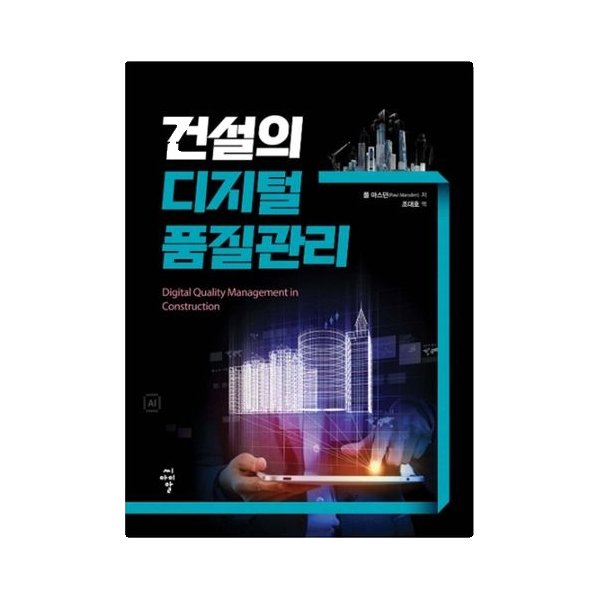 건설의
디지털
품질관리
폴 마스던(Paul Marsden) 저
조대호 역
Digital Quality Management in
Construction
AI
씨
아이
알